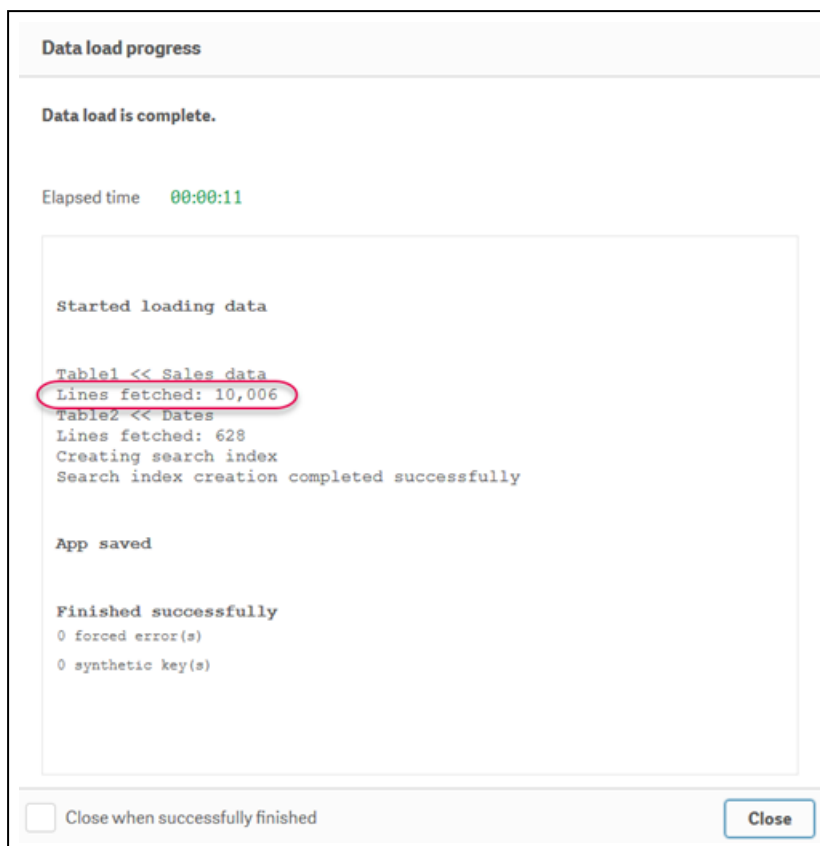 Data load progress
Data load is complete.
Elapsed time 00:00:11
Started loading data
Table1 << Sales data
Lines fetched: 10,006
Table2 << Dates
Lines fetched: 628
Creating search index
Search index creation completed successfully
App saved
Finished successfully
0 forced error(s)
0 synthetic key(s)
Close when successfully finished
Close